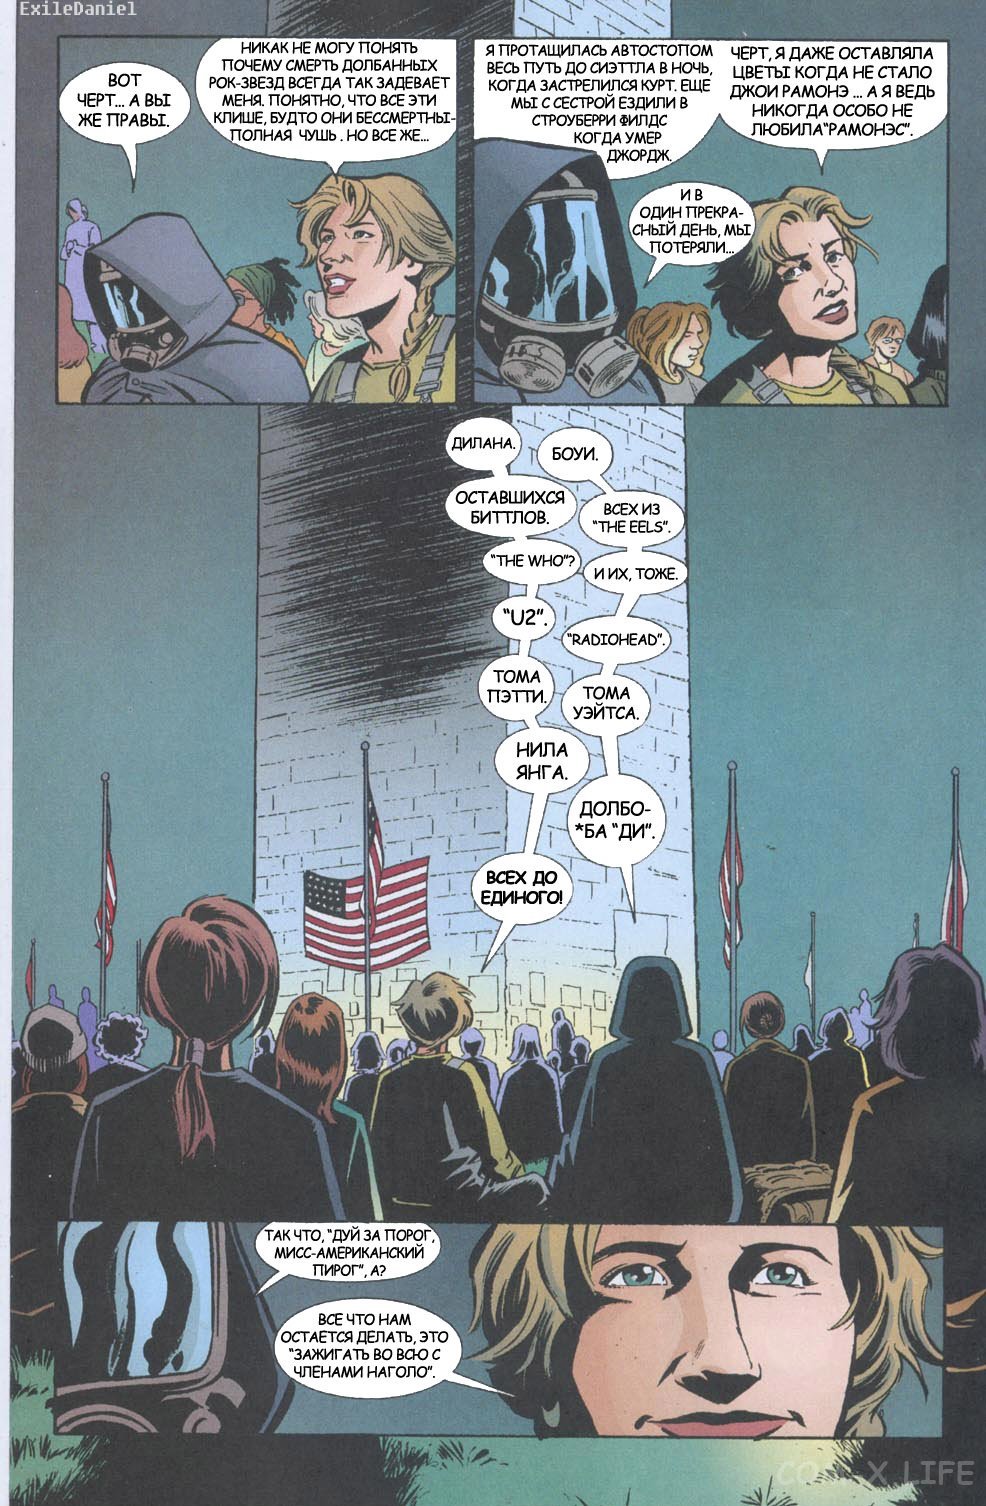 ExileDaniel
ВОТ
ЧЕРТ... А ВЫ
ЖЕ ПРАВЫ.
НИКАК НЕ МОГУ ПОНЯТЬ
ПОЧЕМУ СМЕРТЬ ДОЛБАННЫХ
РОК-ЗВЕЗД ВСЕГДА ТАК ЗАДЕВАЕТ
МЕНЯ. ПОНЯТНО, ЧТО ВСЕ ЭТИ
КЛИШЕ, БУДТО ОНИ БЕССМЕРТНЫ-
ПОЛНАЯ ЧУШЬ . НО ВСЕ ЖЕ...
Я ПРОТАЩИЛАСЬ АВТОСТОПОМ
ВЕСЬ ПУТЬ ДО СИЭТТЛА В НОЧЬ,
КОГДА ЗАСТРЕЛИЛСЯ КУРТ. ЕЩЕ
МЫ С СЕСТРОЙ ЕЗДИЛИ В
СТРОУБЕРРИ ФИЛДС
КОГДА УМЕР
ДЖОРДЖ.
И В
ОДИН ПРЕКРА-
СНЫЙ ДЕНЬ, МЫ
ПОТЕРЯЛИ...
ЧЕРТ, Я ДАЖЕ ОСТАВЛЯЛА
ЦВЕТЫ КОГДА НЕ СТАЛО
ДЖОИ РАМОНЭ ... А Я ВЕДЬ
НИКОГДА ОСОБО НЕ
ЛЮБИЛА"РАМОНЭС".
ДИЛАНА.
БОУИ.
ОСТАВШИХСЯ
БИТТЛОВ.
ВСЕХ ИЗ
"THE EELS".
"THE WHO"?
И ИХ, ТОЖЕ.
"U2".
"RADIOHEAD".
ТОМА
ПЭТТИ.
ТОМА
УЭЙТСА.
НИЛА
ЯНГА.
ДОЛБО-
*БА "ДИ".
ВСЕХ ДО
ЕДИНОГО!
ТАК ЧТО, "ДУЙ ЗА ПОРОГ,
МИСС-АМЕРИКАНСКИЙ
ПИРОГ", А?
ВСЕ ЧТО НАМ
ОСТАЕТСЯ ДЕЛАТЬ, ЭТО
"ЗАЖИГАТЬ ВО ВСЮ С
ЧЛЕНАМИ НАГОЛО".
LIFE